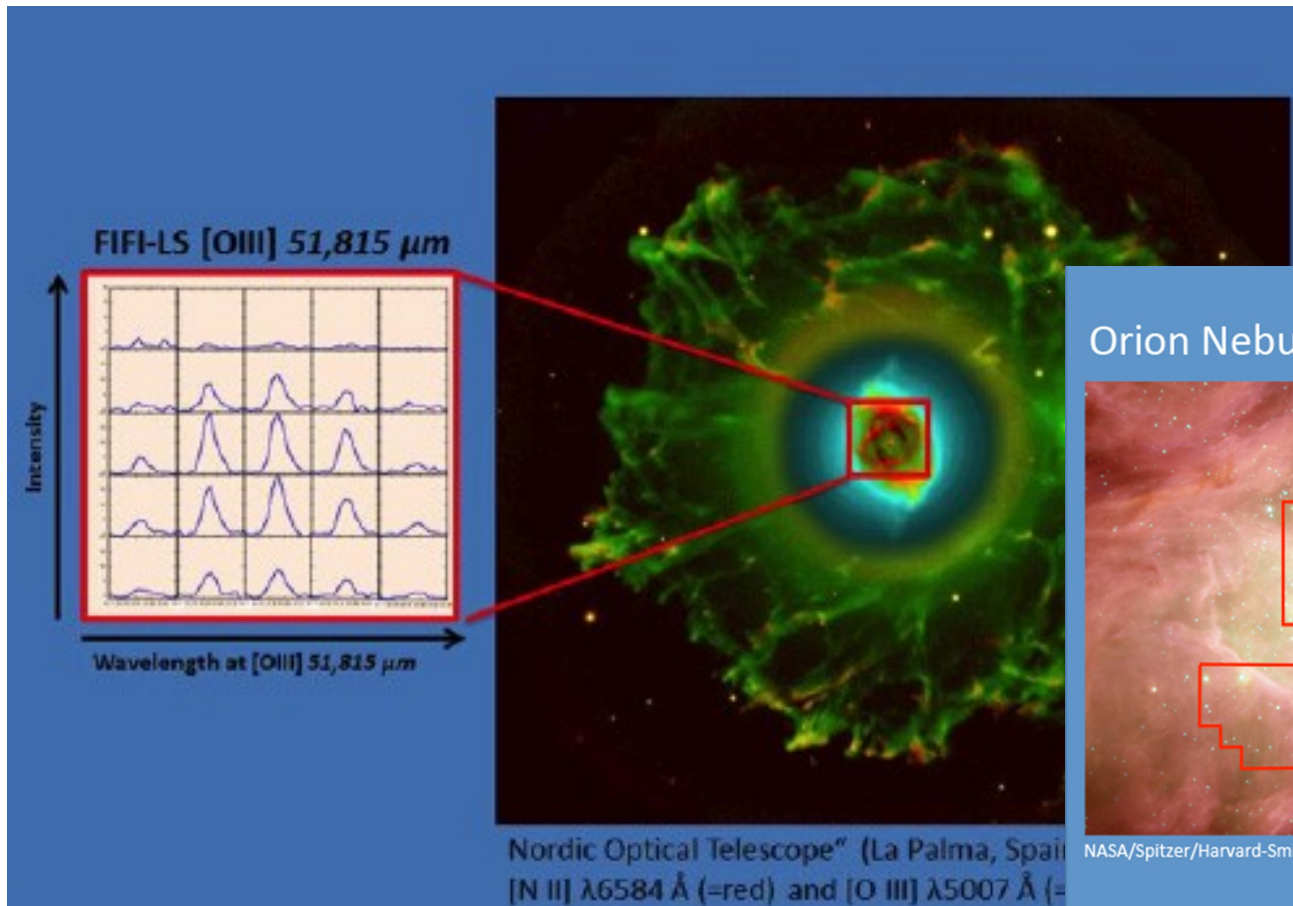 FIFI-LS [OIII] 51,815 μm
Intensity
Wavelength at [OIII] 51,815 μm
Nordic Optical Telescope“ (La Palma, Spai
[N II] λ6584 Å (=red) and [O III] λ5007 Å (=
Orion Nebu
NASA/Spitzer/Harvard-Sm